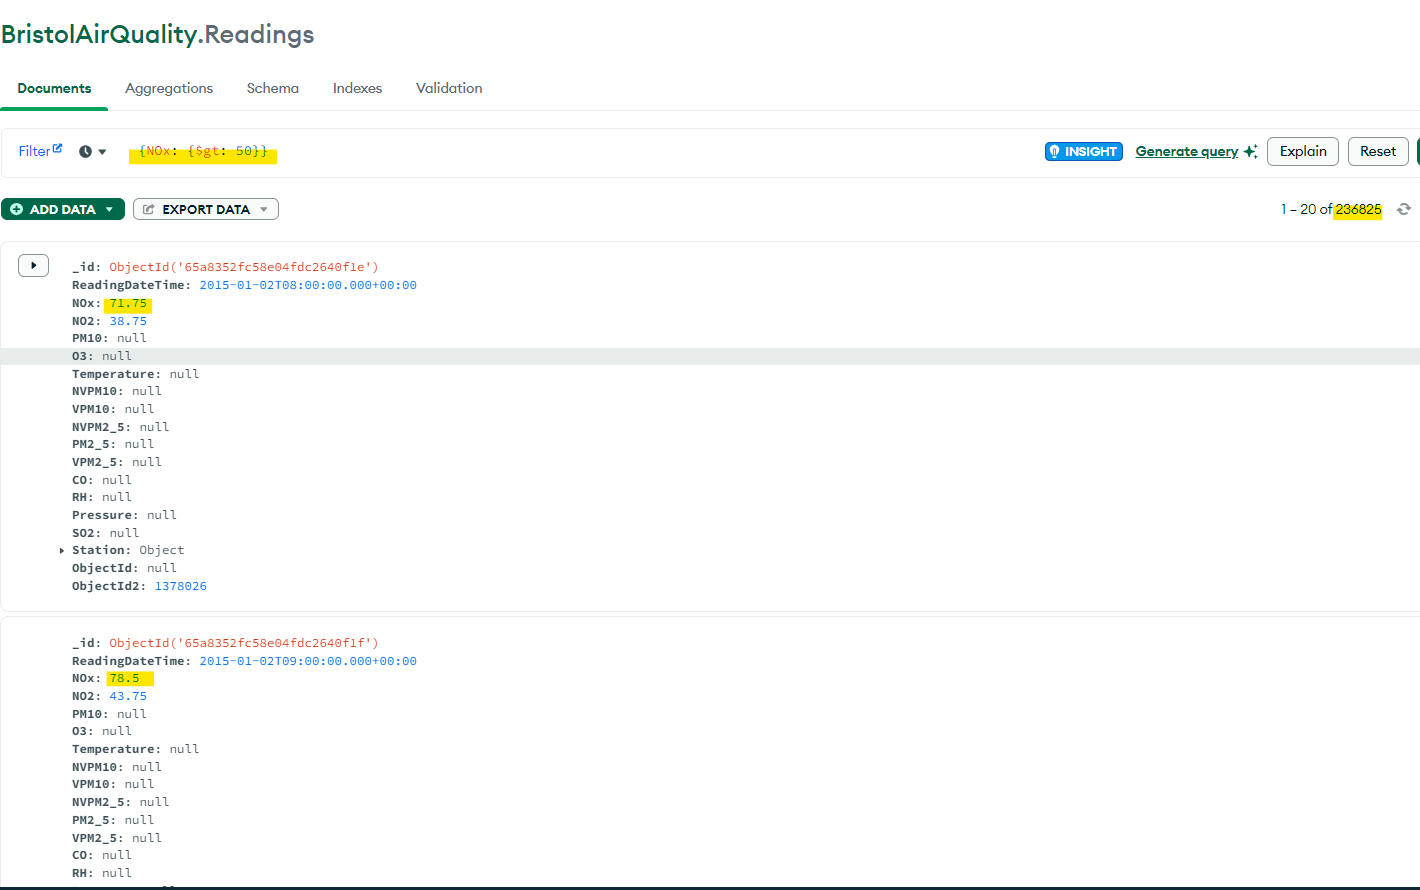 BristolAirQuality.Readings
Documents Aggregations Schema Indexes Validation
Filter {NOx: {$gt: 50}} INSIGHT Generate query Explain Reset
ADD DATA EXPORT DATA 1 – 20 of 236825
_id: ObjectId('65a8352fc58e04fdc2640f1e')
ReadingDateTime: 2015-01-02T08:00:00.000+00:00
NOx: 71.75
NO2: 38.75
PM10: null
O3: null
Temperature: null
NVPM10: null
VPM10: null
NVPM2_5: null
PM2_5: null
VPM2_5: null
CO: null
RH: null
Pressure: null
SO2: null
Station: Object
ObjectId: null
ObjectId2: 1378026
_id: ObjectId('65a8352fc58e04fdc2640f1f')
ReadingDateTime: 2015-01-02T09:00:00.000+00:00
NOx: 78.5
NO2: 43.75
PM10: null
O3: null
Temperature: null
NVPM10: null
VPM10: null
NVPM2_5: null
PM2_5: null
VPM2_5: null
CO: null
RH: null